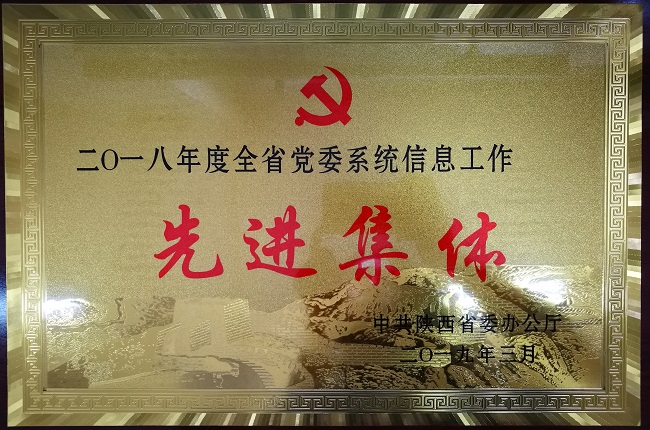 二〇一八年度全省党委系统信息工作
先进集体
中共陕西省委办公厅
二〇一九年三月